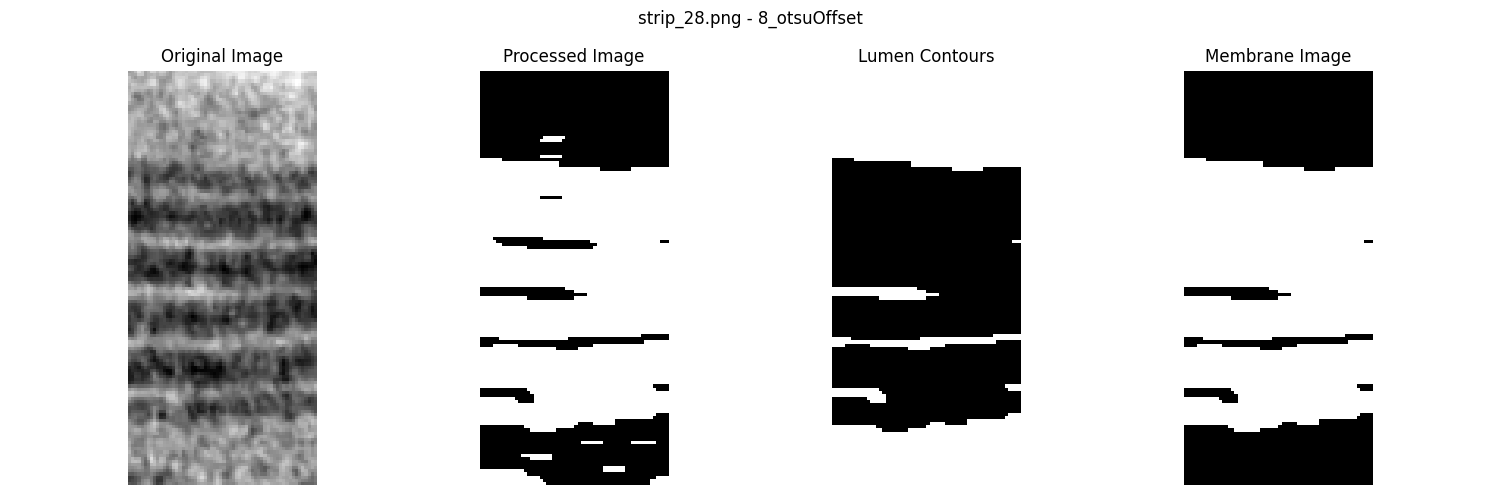 strip_28.png - 8_otsuOffset
Original Image
Processed Image
Lumen Contours
Membrane Image